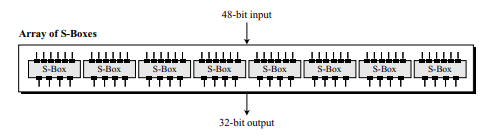 48-bit input
Array of S-Boxes
S-Box S-Box S-Box S-Box S-Box S-Box S-Box S-Box
32-bit output